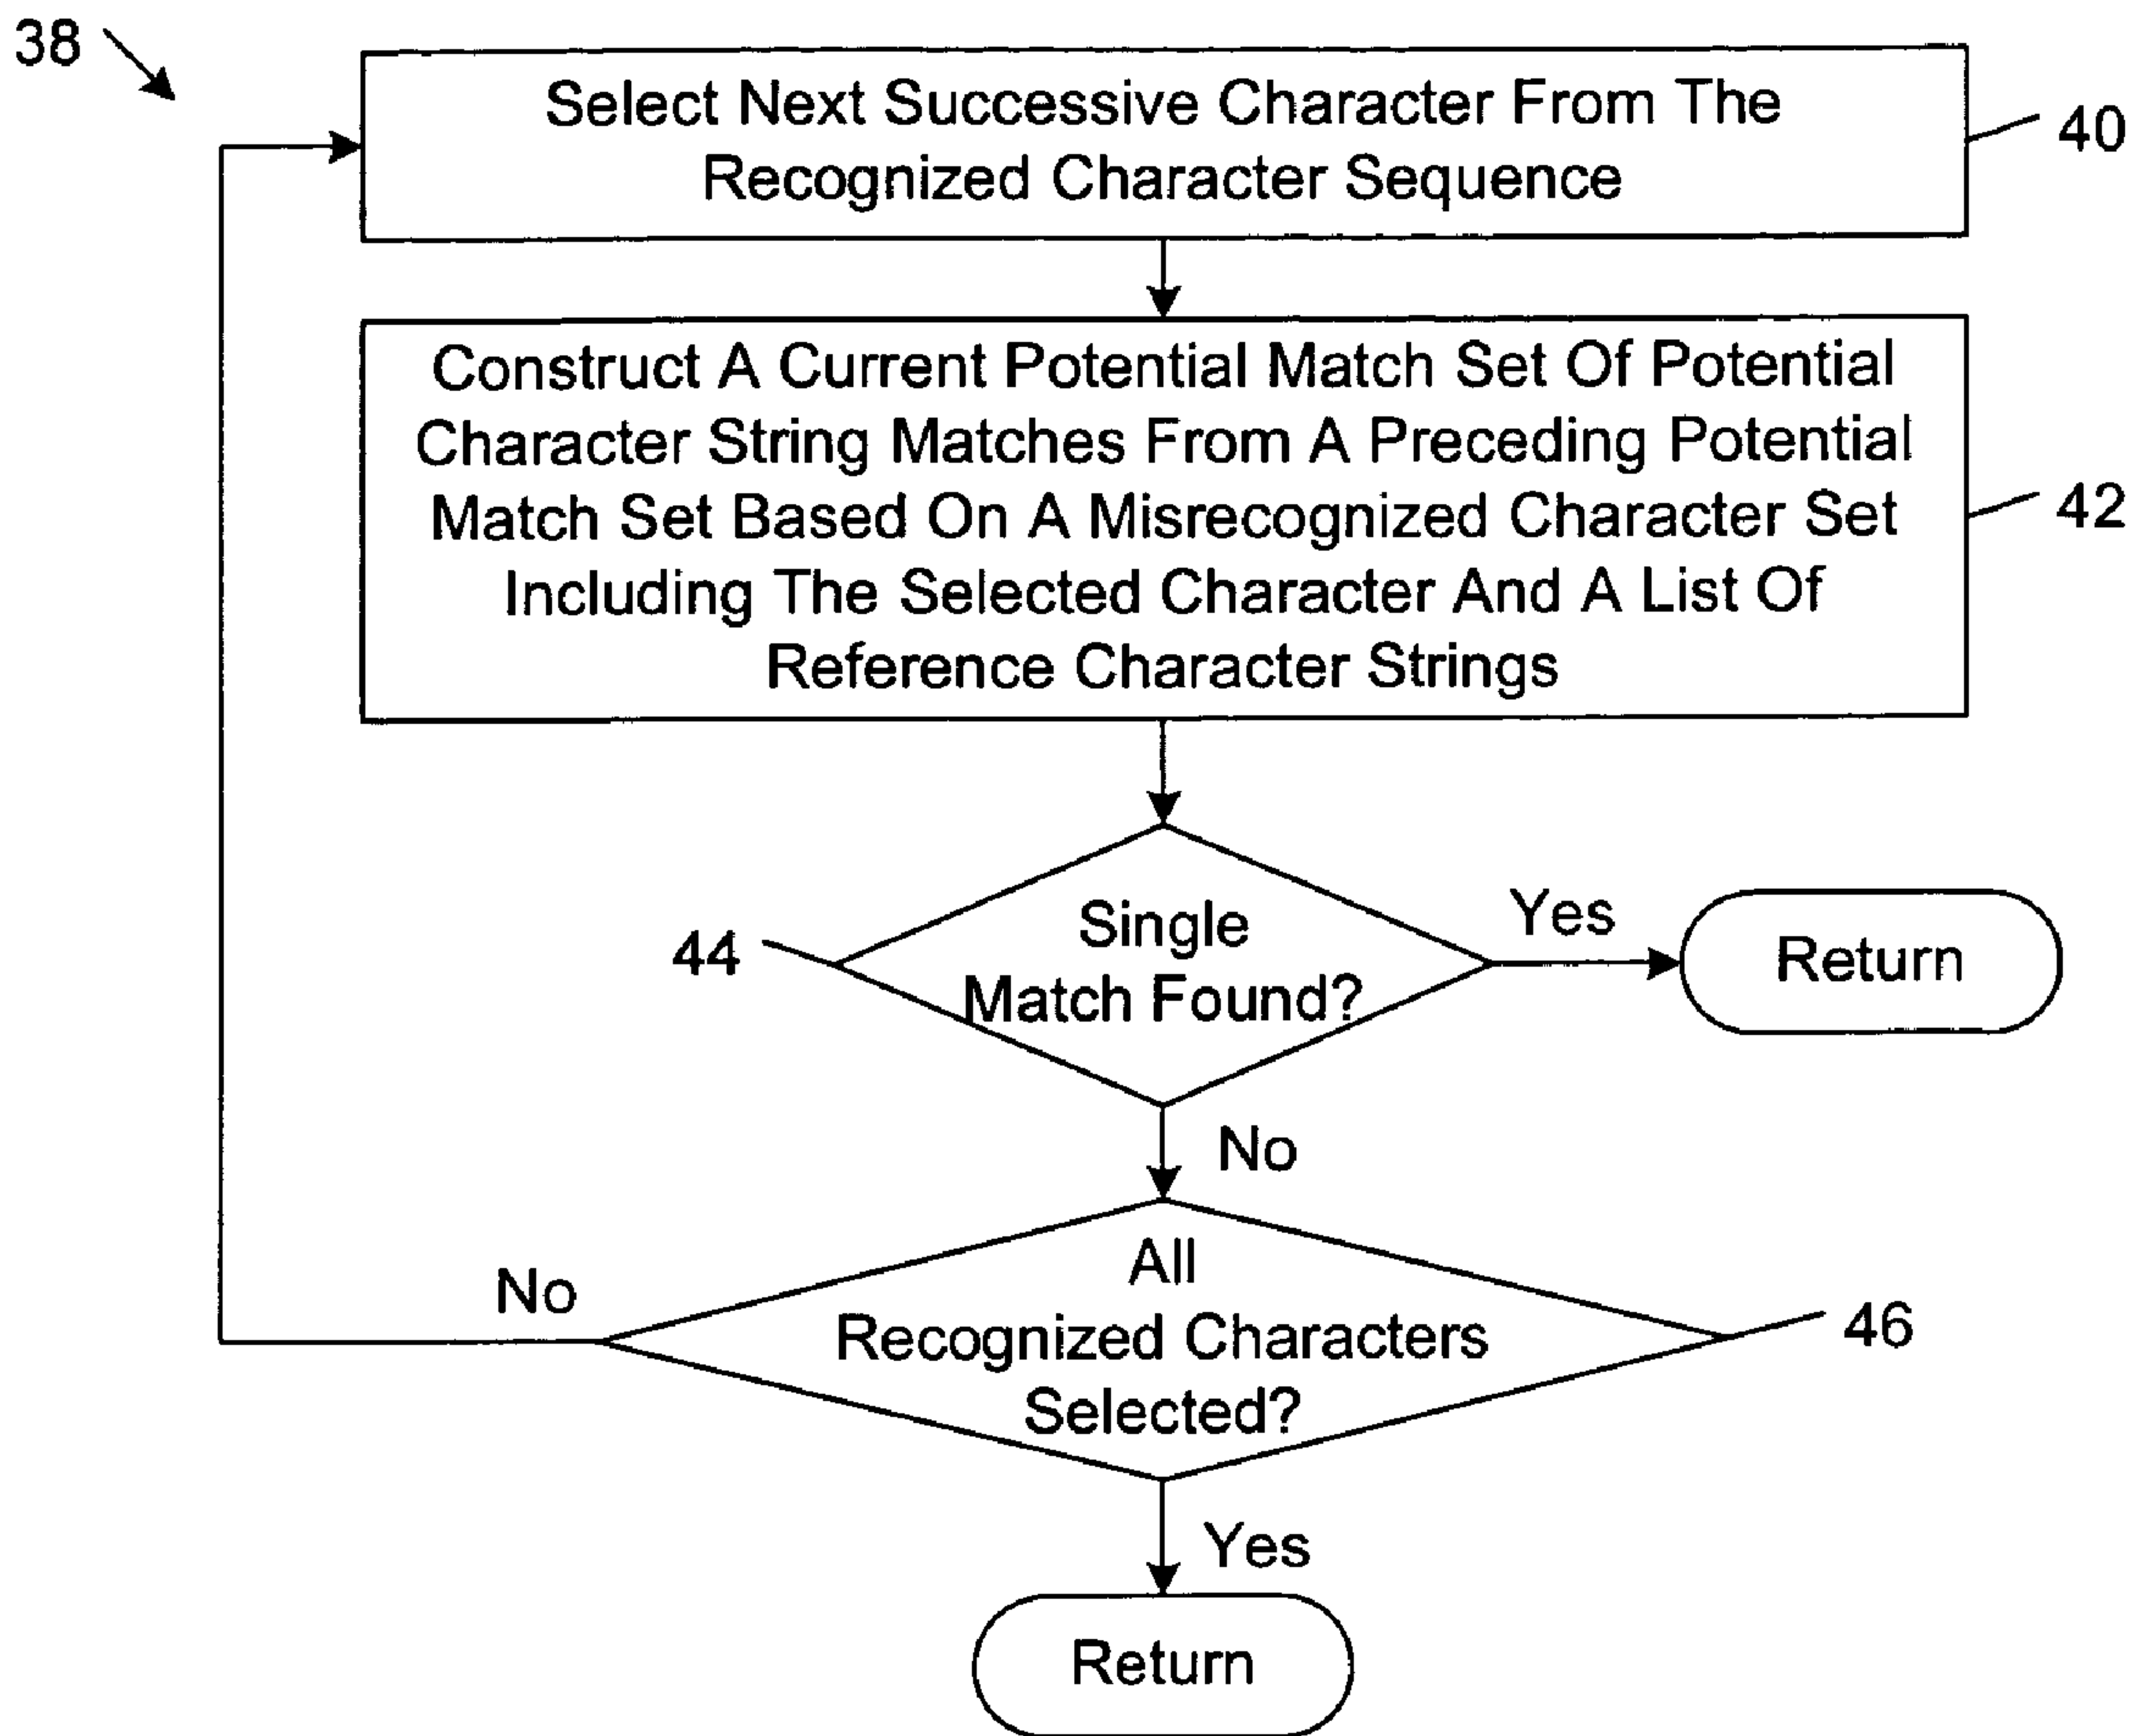 38
Select Next Successive Character From The
Recognized Character Sequence
40
Construct A Current Potential Match Set Of Potential
Character String Matches From A Preceding Potential
Match Set Based On A Misrecognized Character Set
Including The Selected Character And A List Of
Reference Character Strings
42
44
Single
Match Found?
Yes
Return
No
All
Recognized Characters
Selected?
No
46
Yes
Return